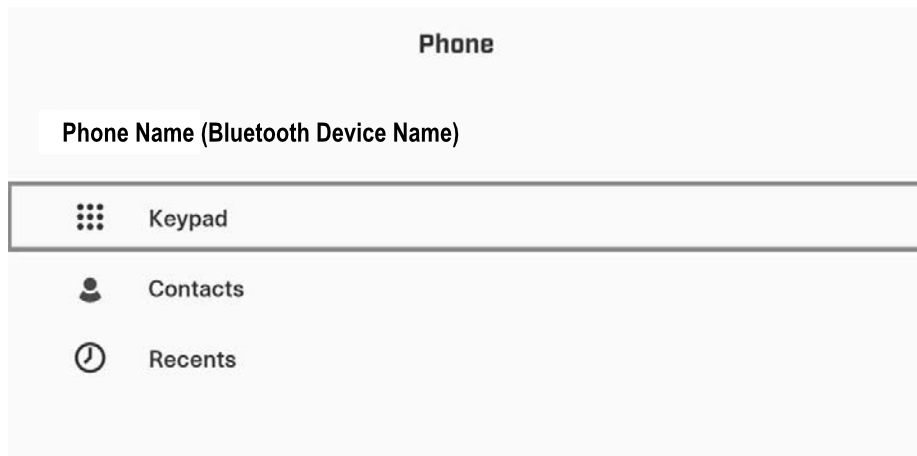 Phone
Phone Name (Bluetooth Device Name)
Keypad
Contacts
Recents